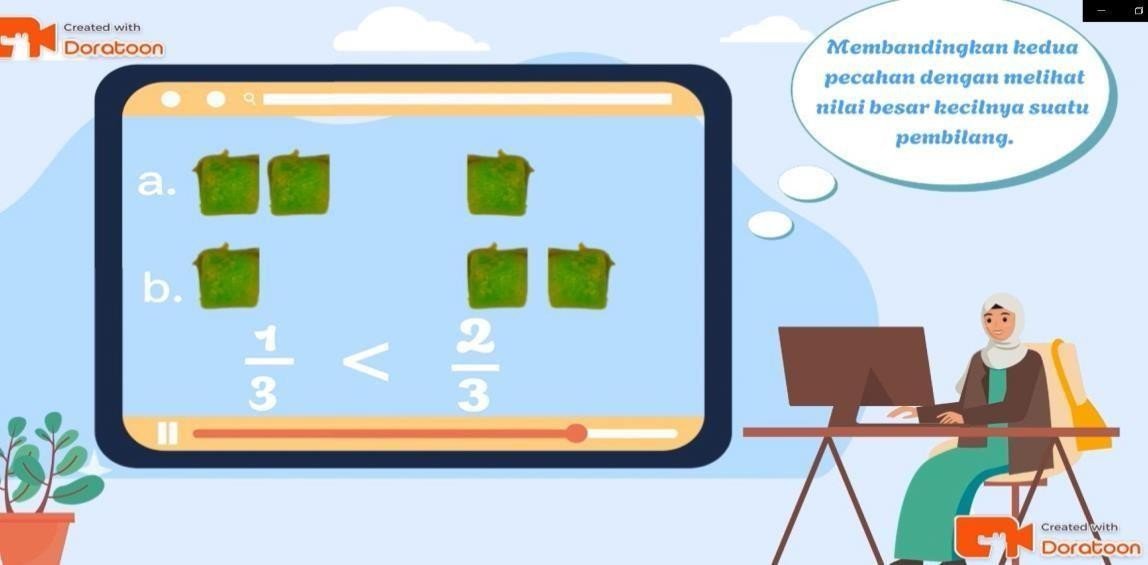 Created with
Doratoon
Membandingkan kedua
pecahan dengan melihat
nilai besar kecilnya suatu
pembilang.
a.
b.
1/3 < 2/3
Created with
Doratoon